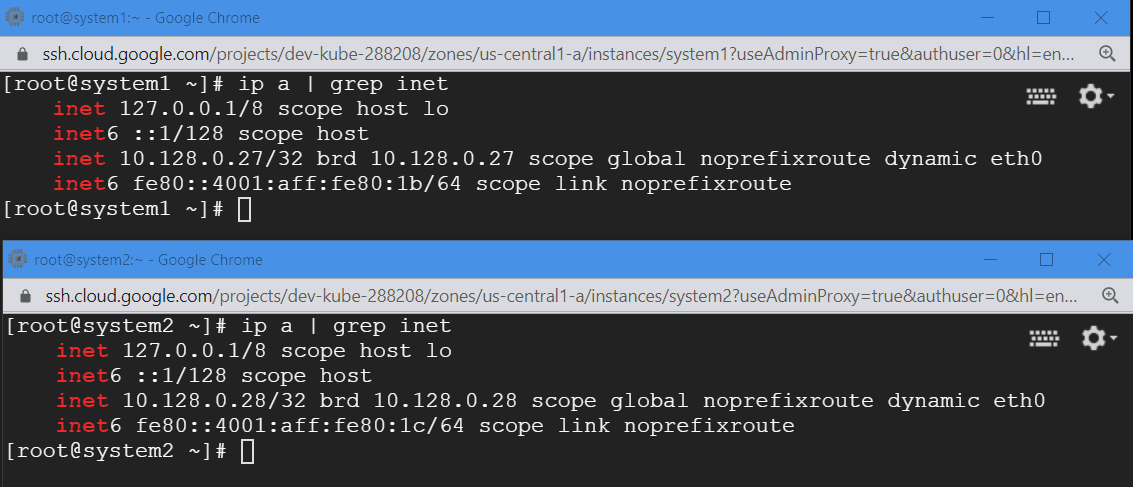 root@system1:~ - Google Chrome
ssh.cloud.google.com/projects/dev-kube-288208/zones/us-central1-a/instances/system1?useAdminProxy=true&authuser=0&hl=en...
[root@system1 ~]# ip a | grep inet
    inet 127.0.0.1/8 scope host lo
    inet6 ::1/128 scope host
    inet 10.128.0.27/32 brd 10.128.0.27 scope global noprefixroute dynamic eth0
    inet6 fe80::4001:aff:fe80:1b/64 scope link noprefixroute
[root@system1 ~]#
root@system2:~ - Google Chrome
ssh.cloud.google.com/projects/dev-kube-288208/zones/us-central1-a/instances/system2?useAdminProxy=true&authuser=0&hl=en...
[root@system2 ~]# ip a | grep inet
    inet 127.0.0.1/8 scope host lo
    inet6 ::1/128 scope host
    inet 10.128.0.28/32 brd 10.128.0.28 scope global noprefixroute dynamic eth0
    inet6 fe80::4001:aff:fe80:1c/64 scope link noprefixroute
[root@system2 ~]#